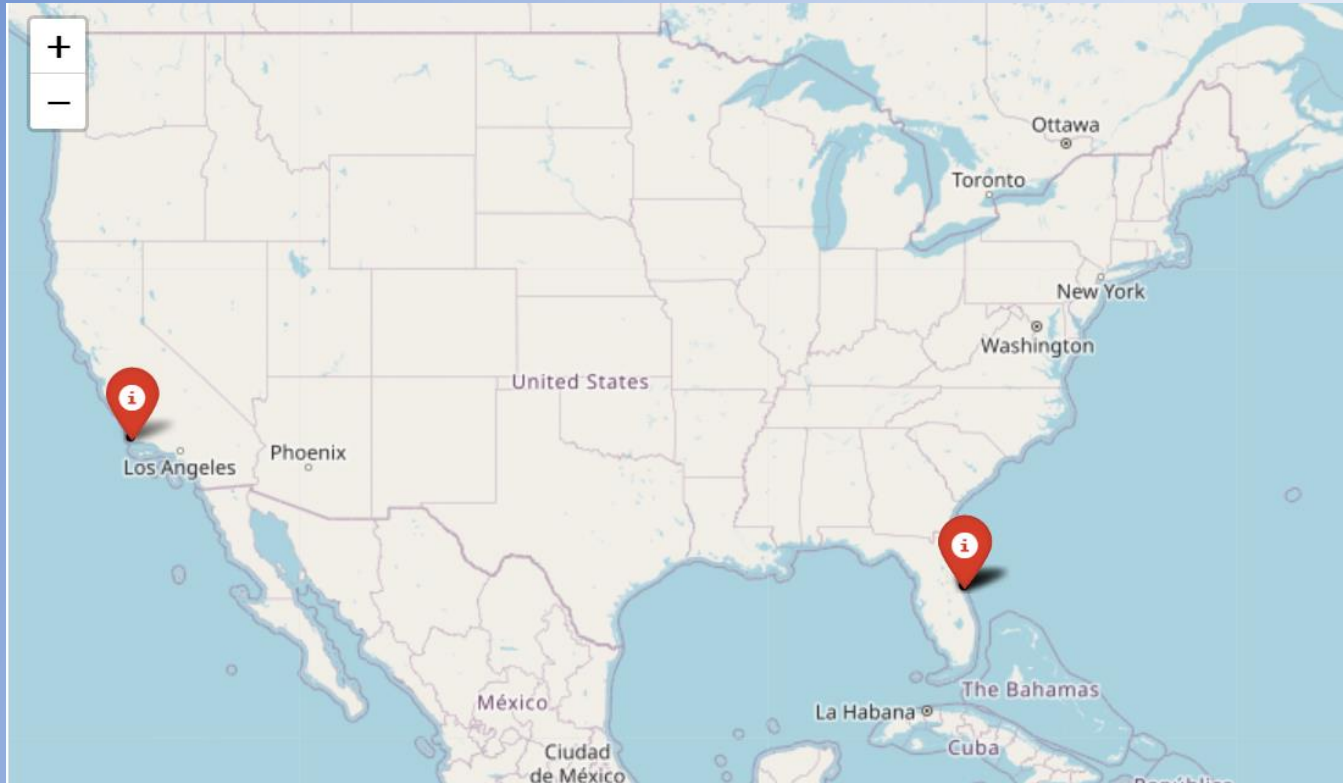 +
−
Ottawa
Toronto
New York
Washington
United States
i
Los Angeles
Phoenix
i
The Bahamas
México
La Habana
Cuba
Ciudad
de México